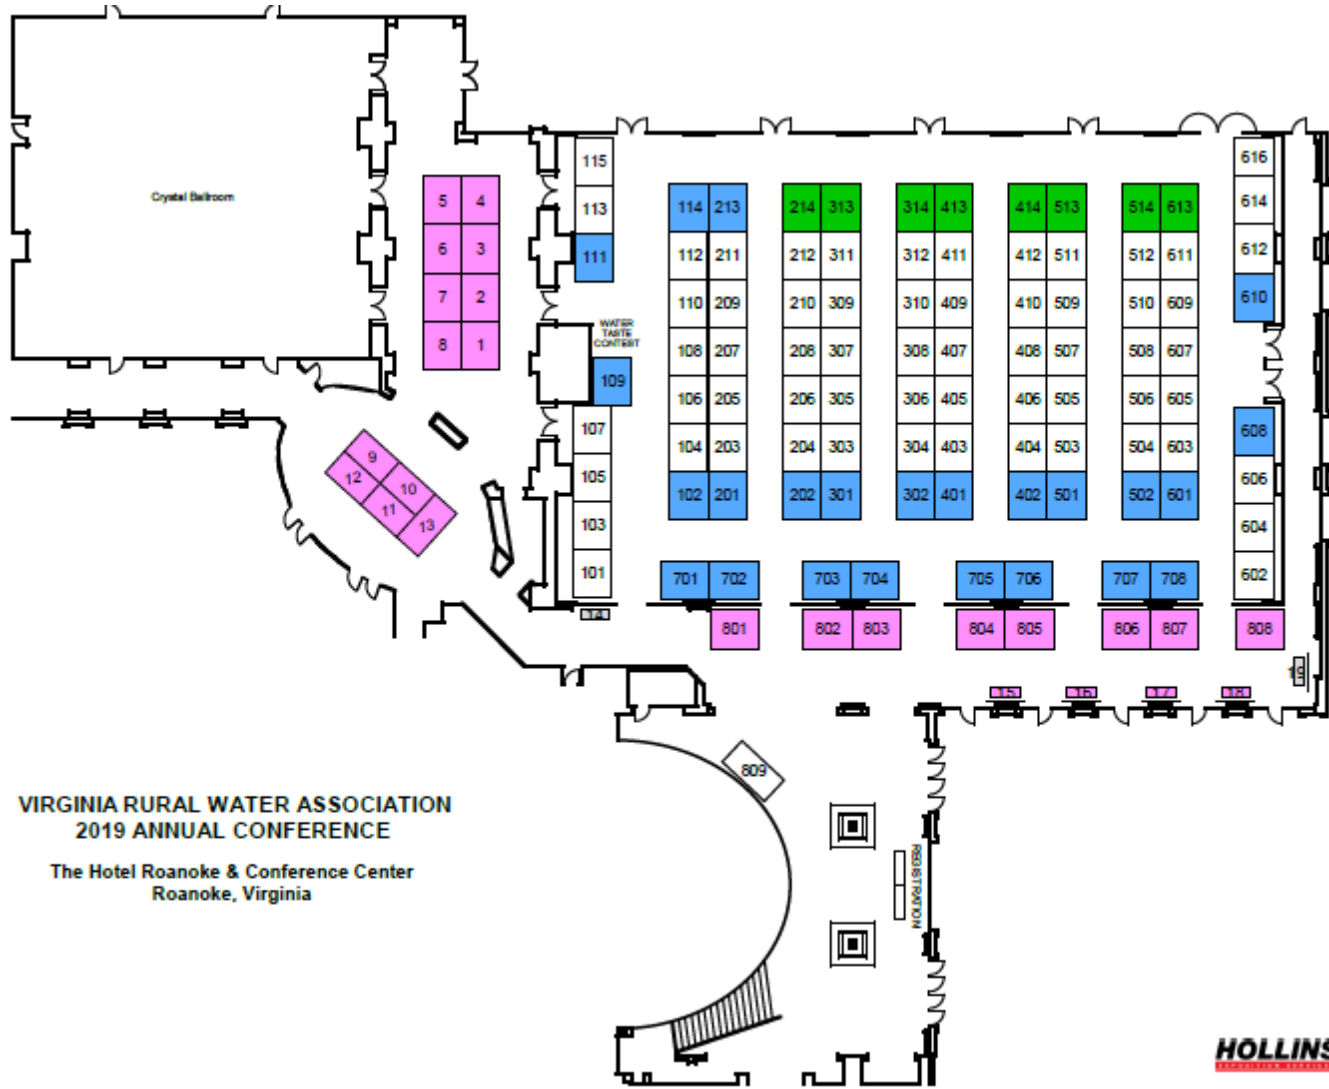 115
113
111
WATER
TASTE
CONTEST
109
107
105
103
101
14
5 4
6 3
7 2
8 1
Crystal Ballroom
9
12 10
11 13
114 213 214 313 314 413 414 513 514 613
112 211 212 311 312 411 412 511 512 611
110 209 210 309 310 409 410 509 510 609
108 207 208 307 308 407 408 507 508 607
106 205 206 305 306 405 406 505 506 605
104 203 204 303 304 403 404 503 504 603
102 201 202 301 302 401 402 501 502 601
616
614
612
610
608
606
604
602
701 702 703 704 705 706 707 708
801 802 803 804 805 806 807 808
15 16 17 18 19
809
REGISTRATION
VIRGINIA RURAL WATER ASSOCIATION
2019 ANNUAL CONFERENCE
The Hotel Roanoke & Conference Center
Roanoke, Virginia
HOLLINS